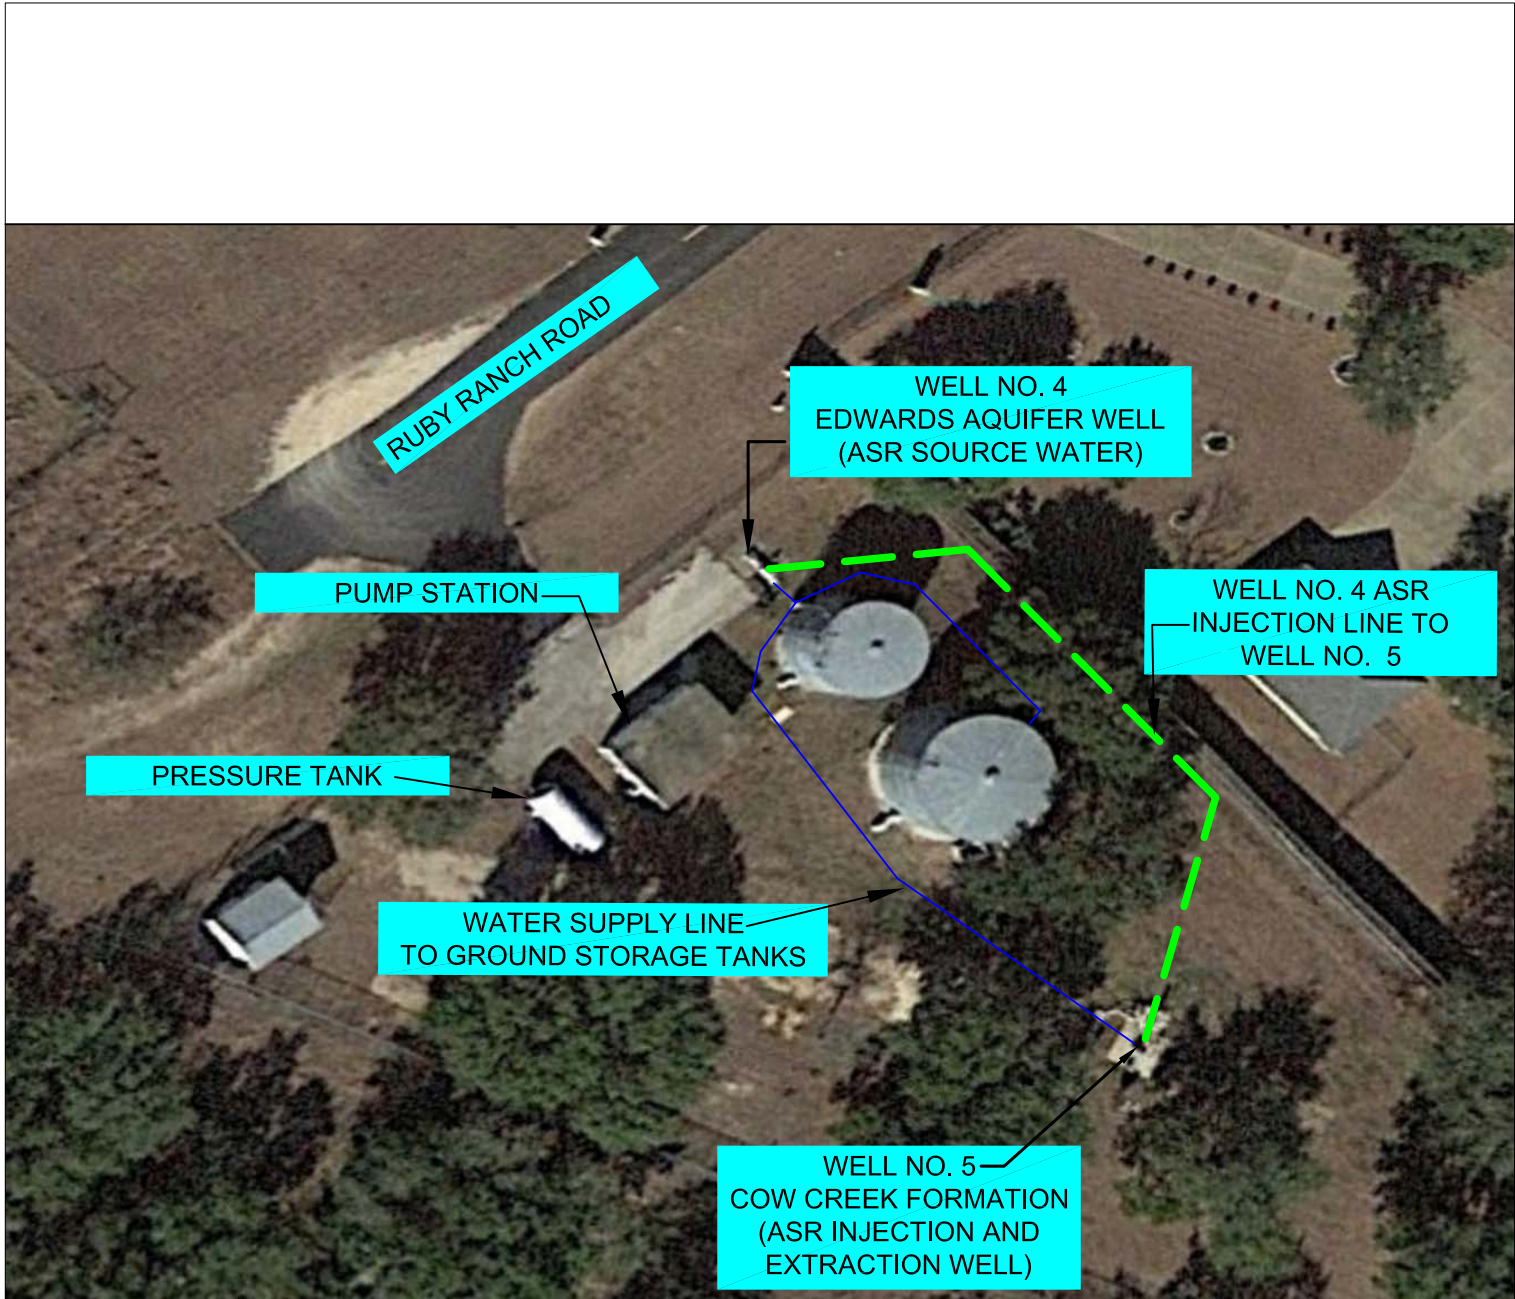 RUBY RANCH ROAD
WELL NO. 4
EDWARDS AQUIFER WELL
(ASR SOURCE WATER)
PUMP STATION
WELL NO. 4 ASR
INJECTION LINE TO
WELL NO. 5
PRESSURE TANK
WATER SUPPLY LINE
TO GROUND STORAGE TANKS
WELL NO. 5
COW CREEK FORMATION
(ASR INJECTION AND
EXTRACTION WELL)